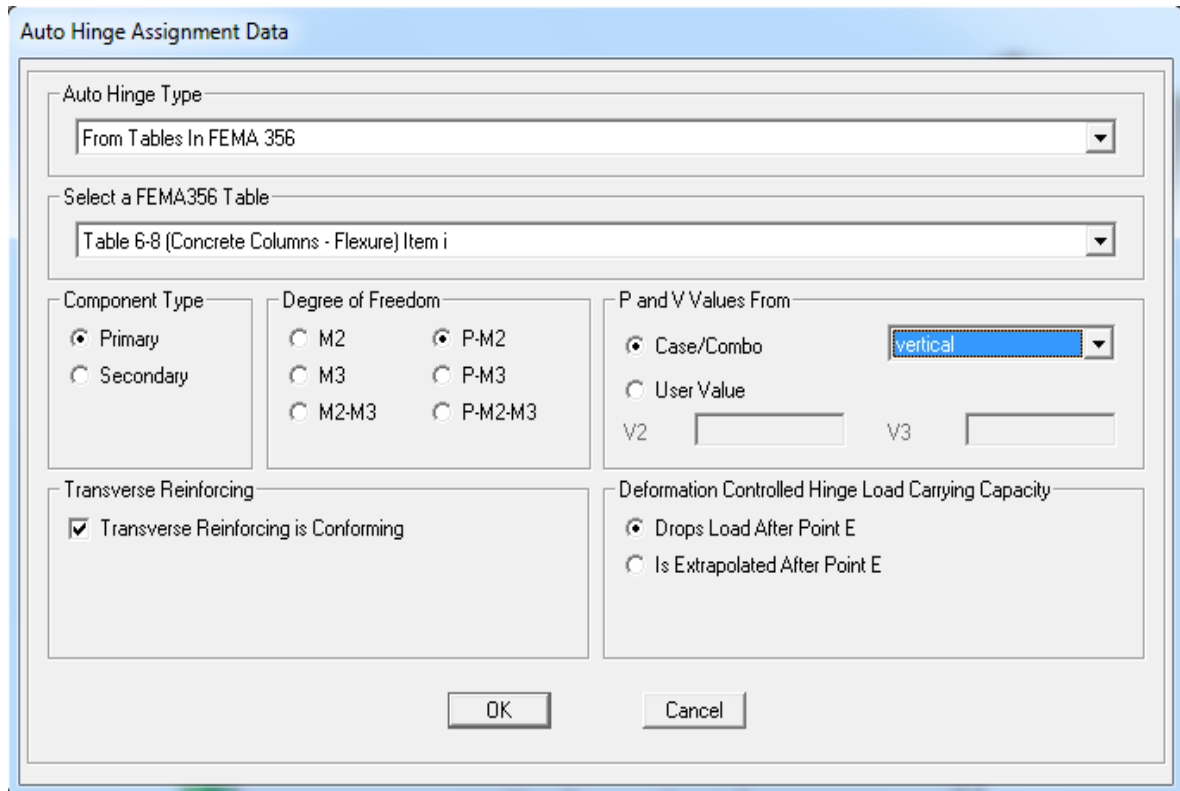 Auto Hinge Assignment Data
Auto Hinge Type
From Tables In FEMA 356
Select a FEMA356 Table
Table 6-8 (Concrete Columns - Flexure) Item i
Component Type
Primary
Secondary
Degree of Freedom
M2 P-M2
M3 P-M3
M2-M3 P-M2-M3
P and V Values From
Case/Combo vertical
User Value
V2 V3
Transverse Reinforcing
Transverse Reinforcing is Conforming
Deformation Controlled Hinge Load Carrying Capacity
Drops Load After Point E
Is Extrapolated After Point E
OK Cancel